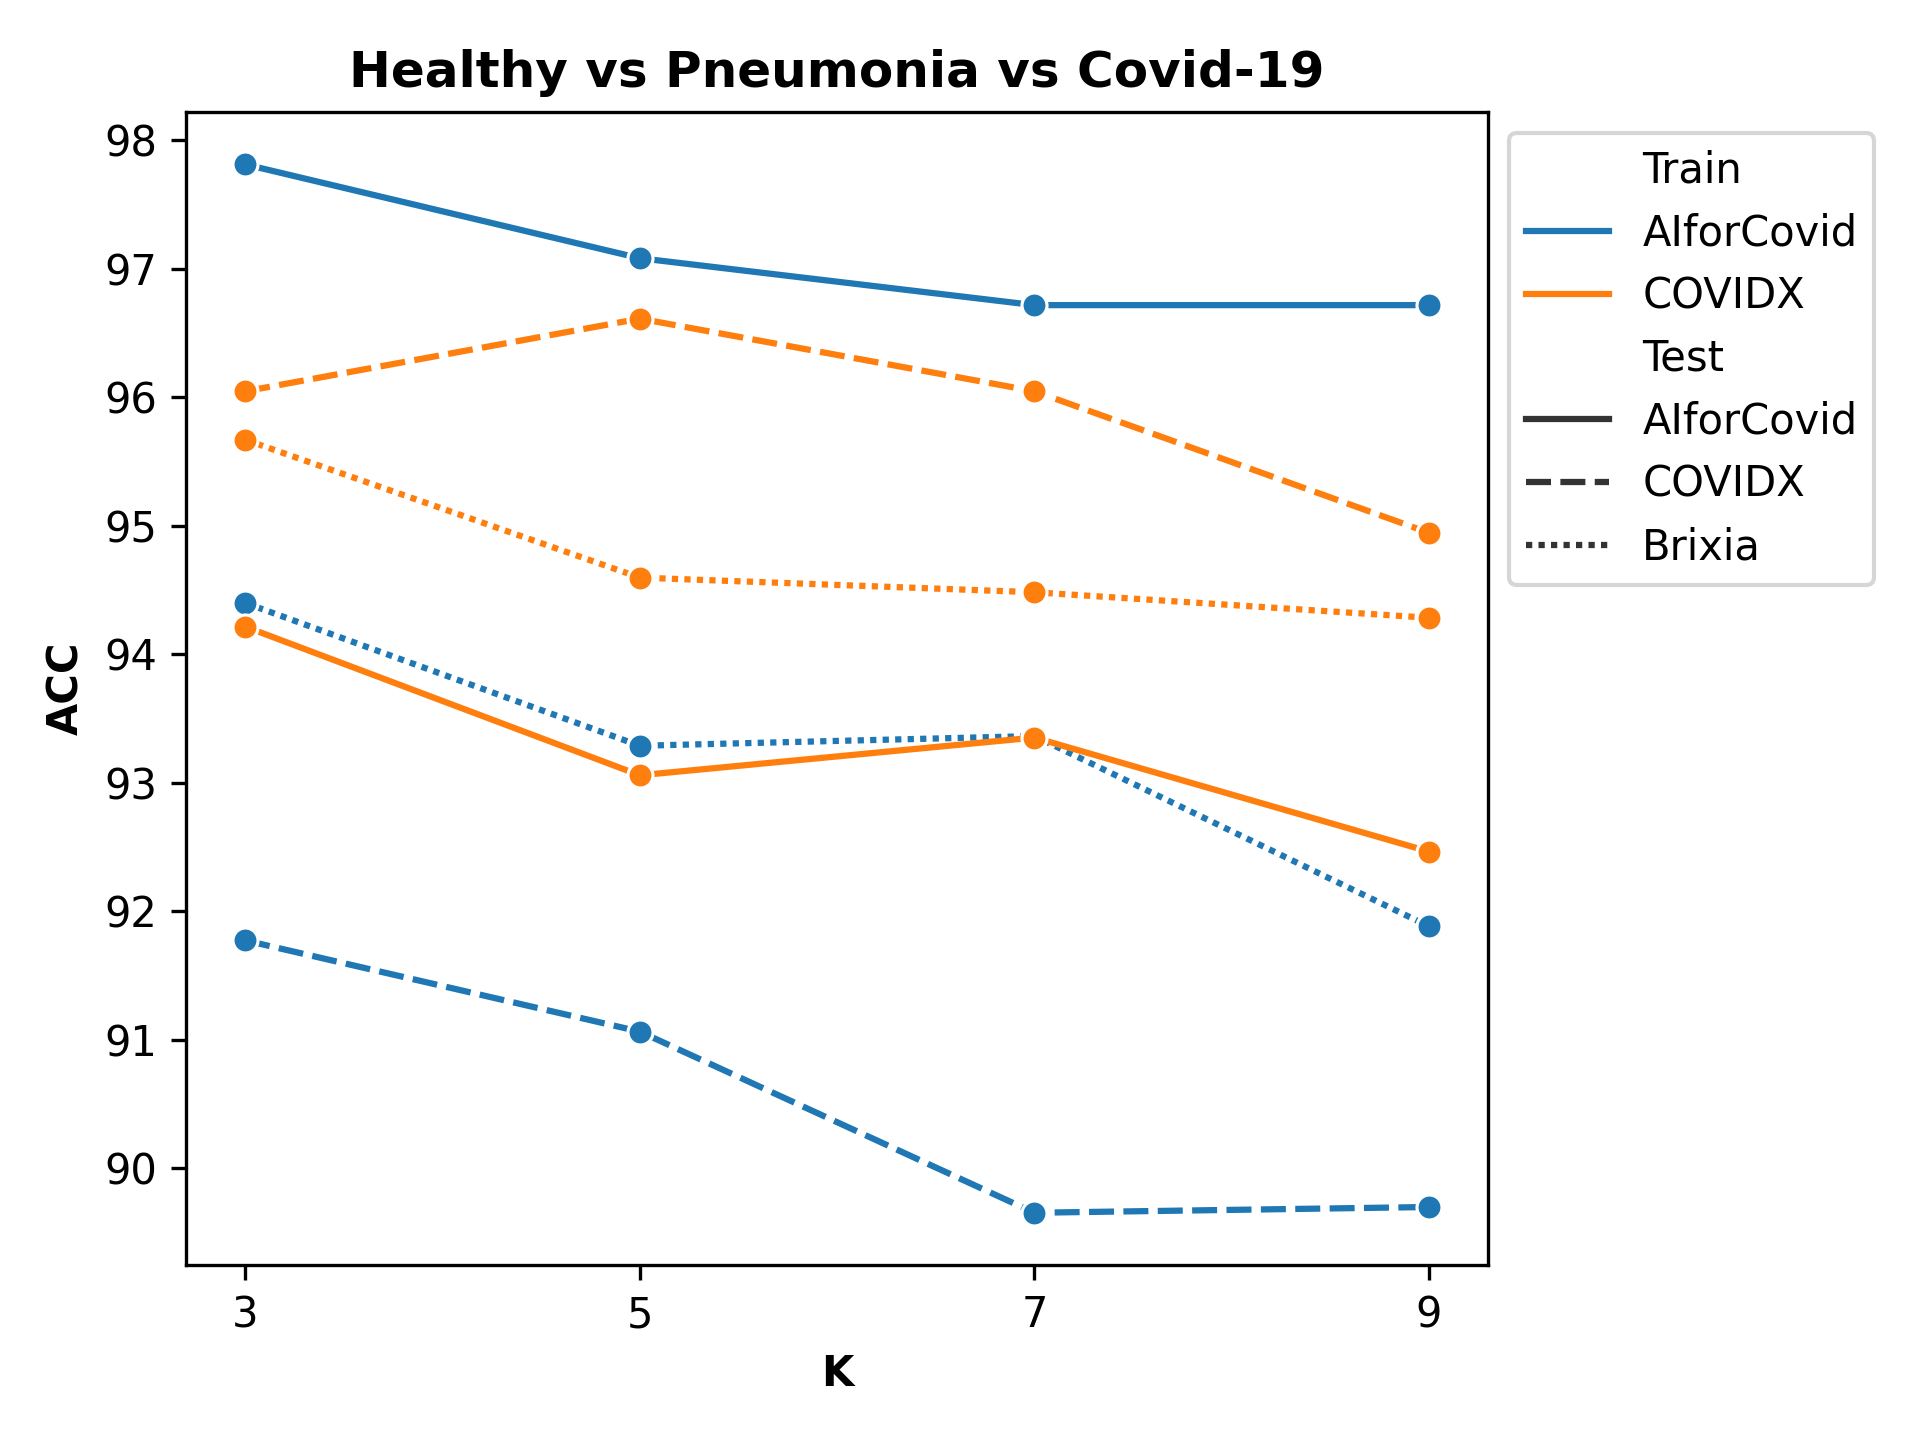 Healthy vs Pneumonia vs Covid-19
98
97
96
95
94
93
92
91
90
ACC
3 5 7 9
K
Train
AIforCovid
COVIDX
Test
AIforCovid
COVIDX
Brixia